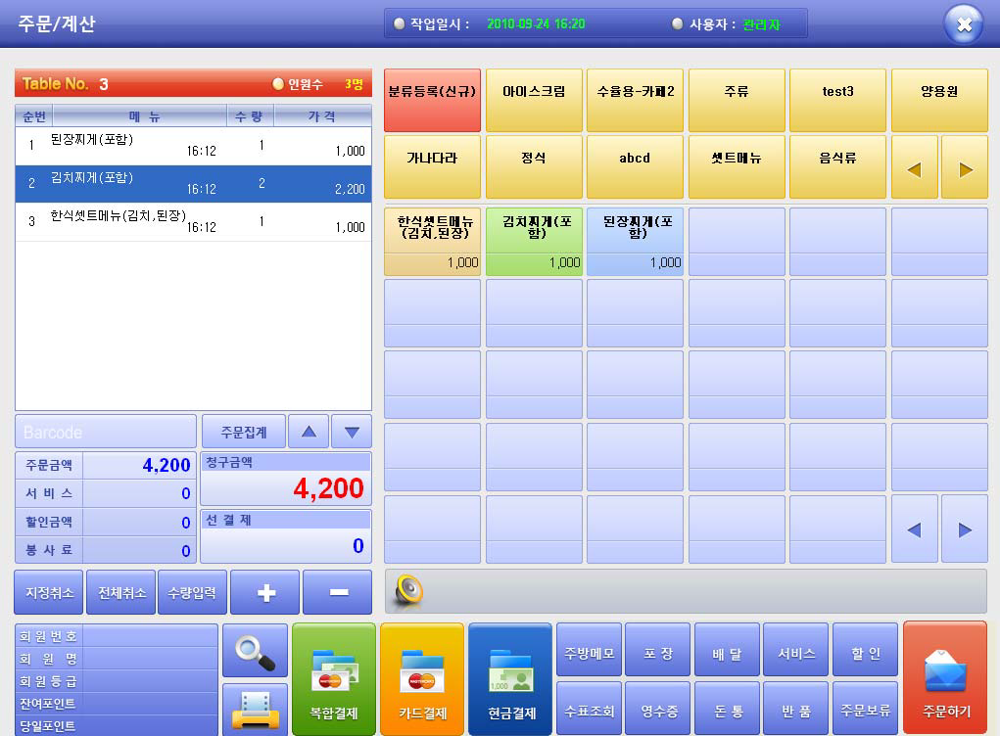 주문/계산
작업일시 : 2010-09-24 16:20 사용자 : 관리자
Table No. 3 인원수 3명
순번 메 뉴 수 량 가 격
1 된장찌게(포함) 16:12 1 1,000
2 김치찌게(포함) 16:12 2 2,200
3 한식셋트메뉴(김치,된장) 16:12 1 1,000
Barcode 주문집계
주문금액 4,200
서 비 스 0
할인금액 0
봉 사 료 0
청구금액
4,200
선 결 제
0
지정취소 전체취소 수량입력 + -
분류등록(신규) 아이스크림 수율용-카페2 주류 test3 양용원
가나다라 정식 abcd 셋트메뉴 음식류
한식셋트메뉴
(김치,된장)
1,000
김치찌게(포
함)
1,000
된장찌게(포
함)
1,000
회 원 번 호
회 원 명
회 원 등 급
잔여포인트
당일포인트
복합결제 카드결제 현금결제
1,000
주방메모 포 장 배 달 서비스 할 인
수표조회 영수증 돈 통 반 품 주문보류
주문하기